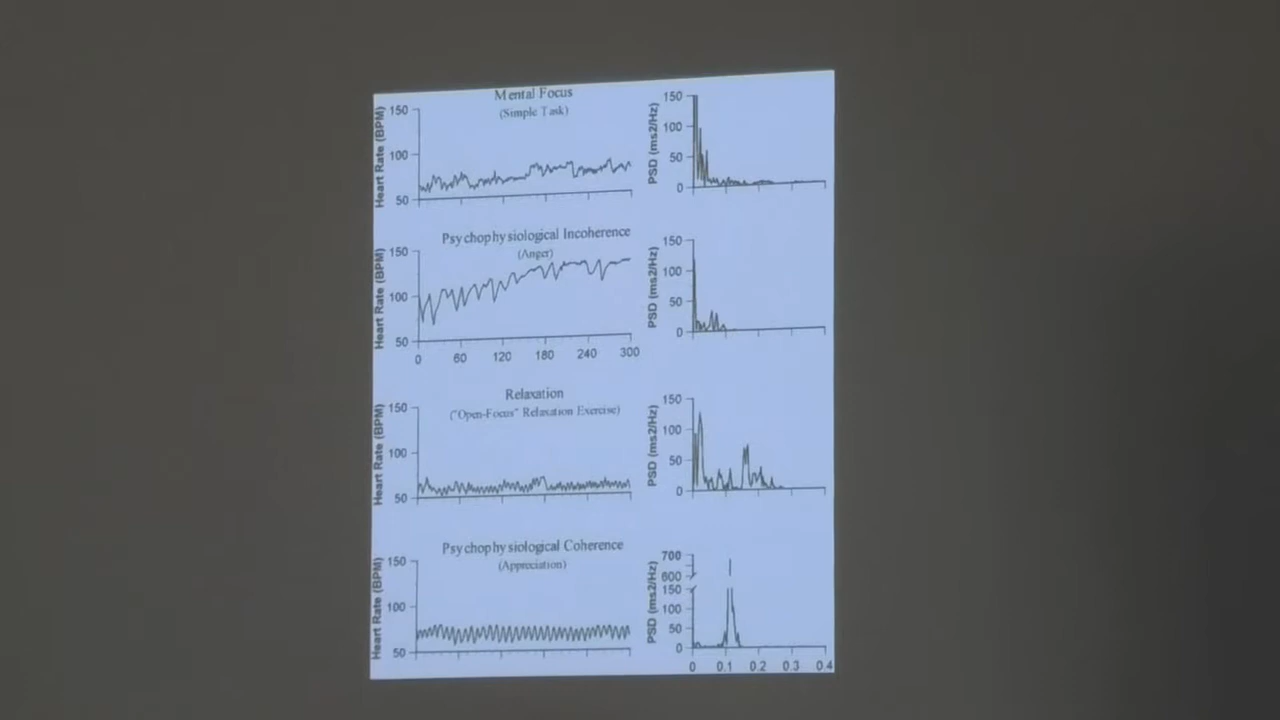 Mental Focus
(Simple Task)
Heart Rate (BPM)
150
100
50
PSD (ms2/Hz)
150
100
50
0
Psychophysiological Incoherence
(Anger)
Heart Rate (BPM)
150
100
50
0 60 120 180 240 300
PSD (ms2/Hz)
150
100
50
0
Relaxation
("Open-Focus" Relaxation Exercise)
Heart Rate (BPM)
150
100
50
PSD (ms2/Hz)
150
100
50
0
Psychophysiological Coherence
(Appreciation)
Heart Rate (BPM)
150
100
50
PSD (ms2/Hz)
700
600
150
100
50
0
0 0.1 0.2 0.3 0.4